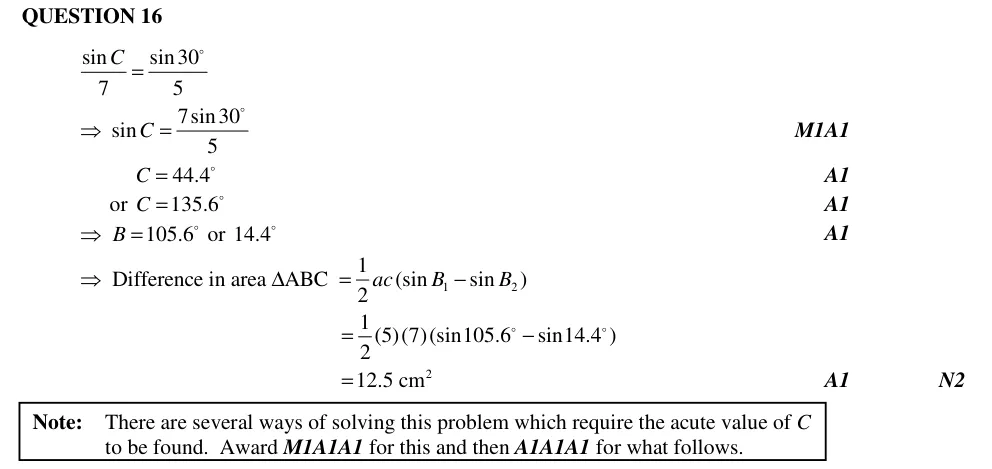 QUESTION 16
sin C / 7 = sin 30° / 5
⇒ sin C = 7 sin 30° / 5 M1A1
C = 44.4° A1
or C = 135.6° A1
⇒ B = 105.6° or 14.4° A1
⇒ Difference in area ΔABC = 1/2 ac (sin B₁ − sin B₂)
= 1/2 (5)(7)(sin 105.6° − sin 14.4°)
= 12.5 cm² A1 N2
Note: There are several ways of solving this problem which require the acute value of C
to be found. Award M1A1A1 for this and then A1A1A1 for what follows.